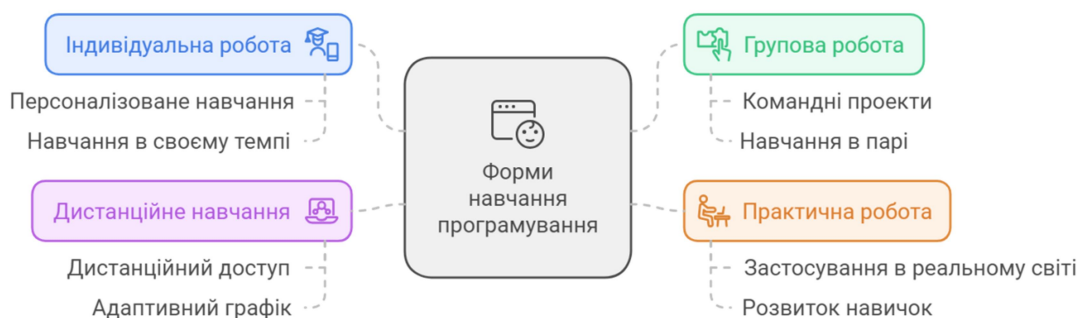 Індивідуальна робота
Персоналізоване навчання
Навчання в своєму темпі
Дистанційне навчання
Дистанційний доступ
Адаптивний графік
Форми
навчання
програмування
Групова робота
Командні проекти
Навчання в парі
Практична робота
Застосування в реальному світі
Розвиток навичок